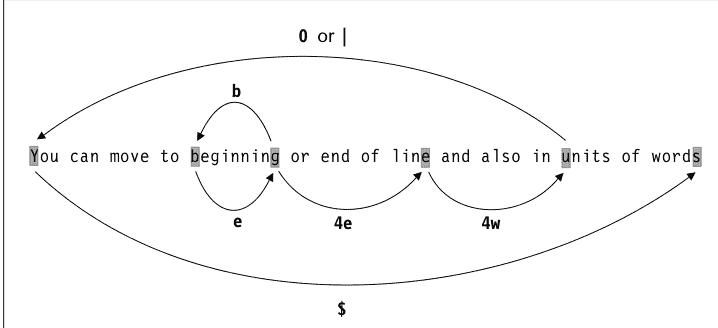 0 or |
b
You can move to beginning or end of line and also in units of words
e
4e
4w
$